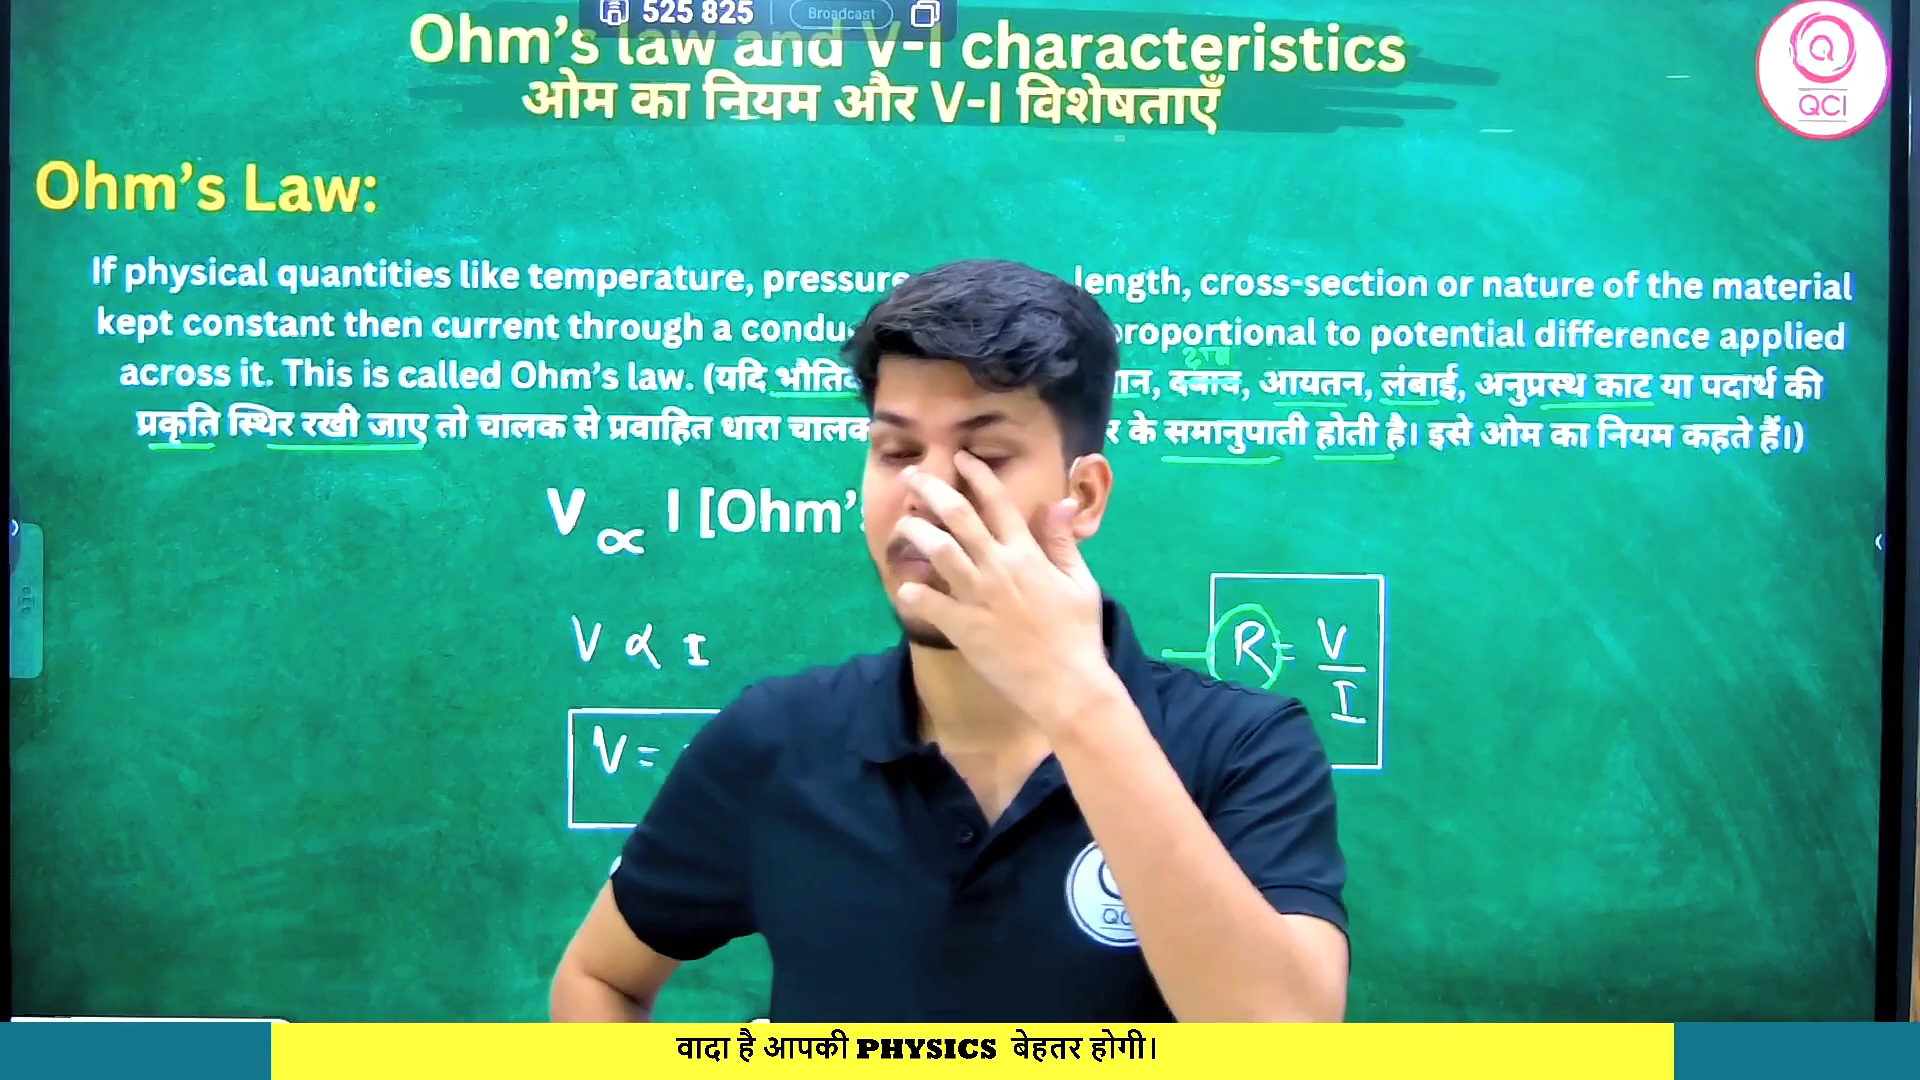 525 825 | Broadcast
Ohm's law and V-I characteristics
ओम का नियम और V-I विशेषताएँ
QCI
Ohm's Law:
If physical quantities like temperature, pressure length, cross-section or nature of the material
kept constant then current through a proportional to potential difference applied
across it. This is called Ohm's law. (यदि दबाव, आयतन, लंबाई, अनुप्रस्थ काट या पदार्थ की
दाब
प्रकृति स्थिर रखी जाए तो चालक से प्रवाहित धारा के समानुपाती होती है। इसे ओम का नियम कहते हैं।)
V ∝ I [Ohm's
V ∝ I
R = V/I
V =
QC
वादा है आपकी PHYSICS बेहतर होगी।